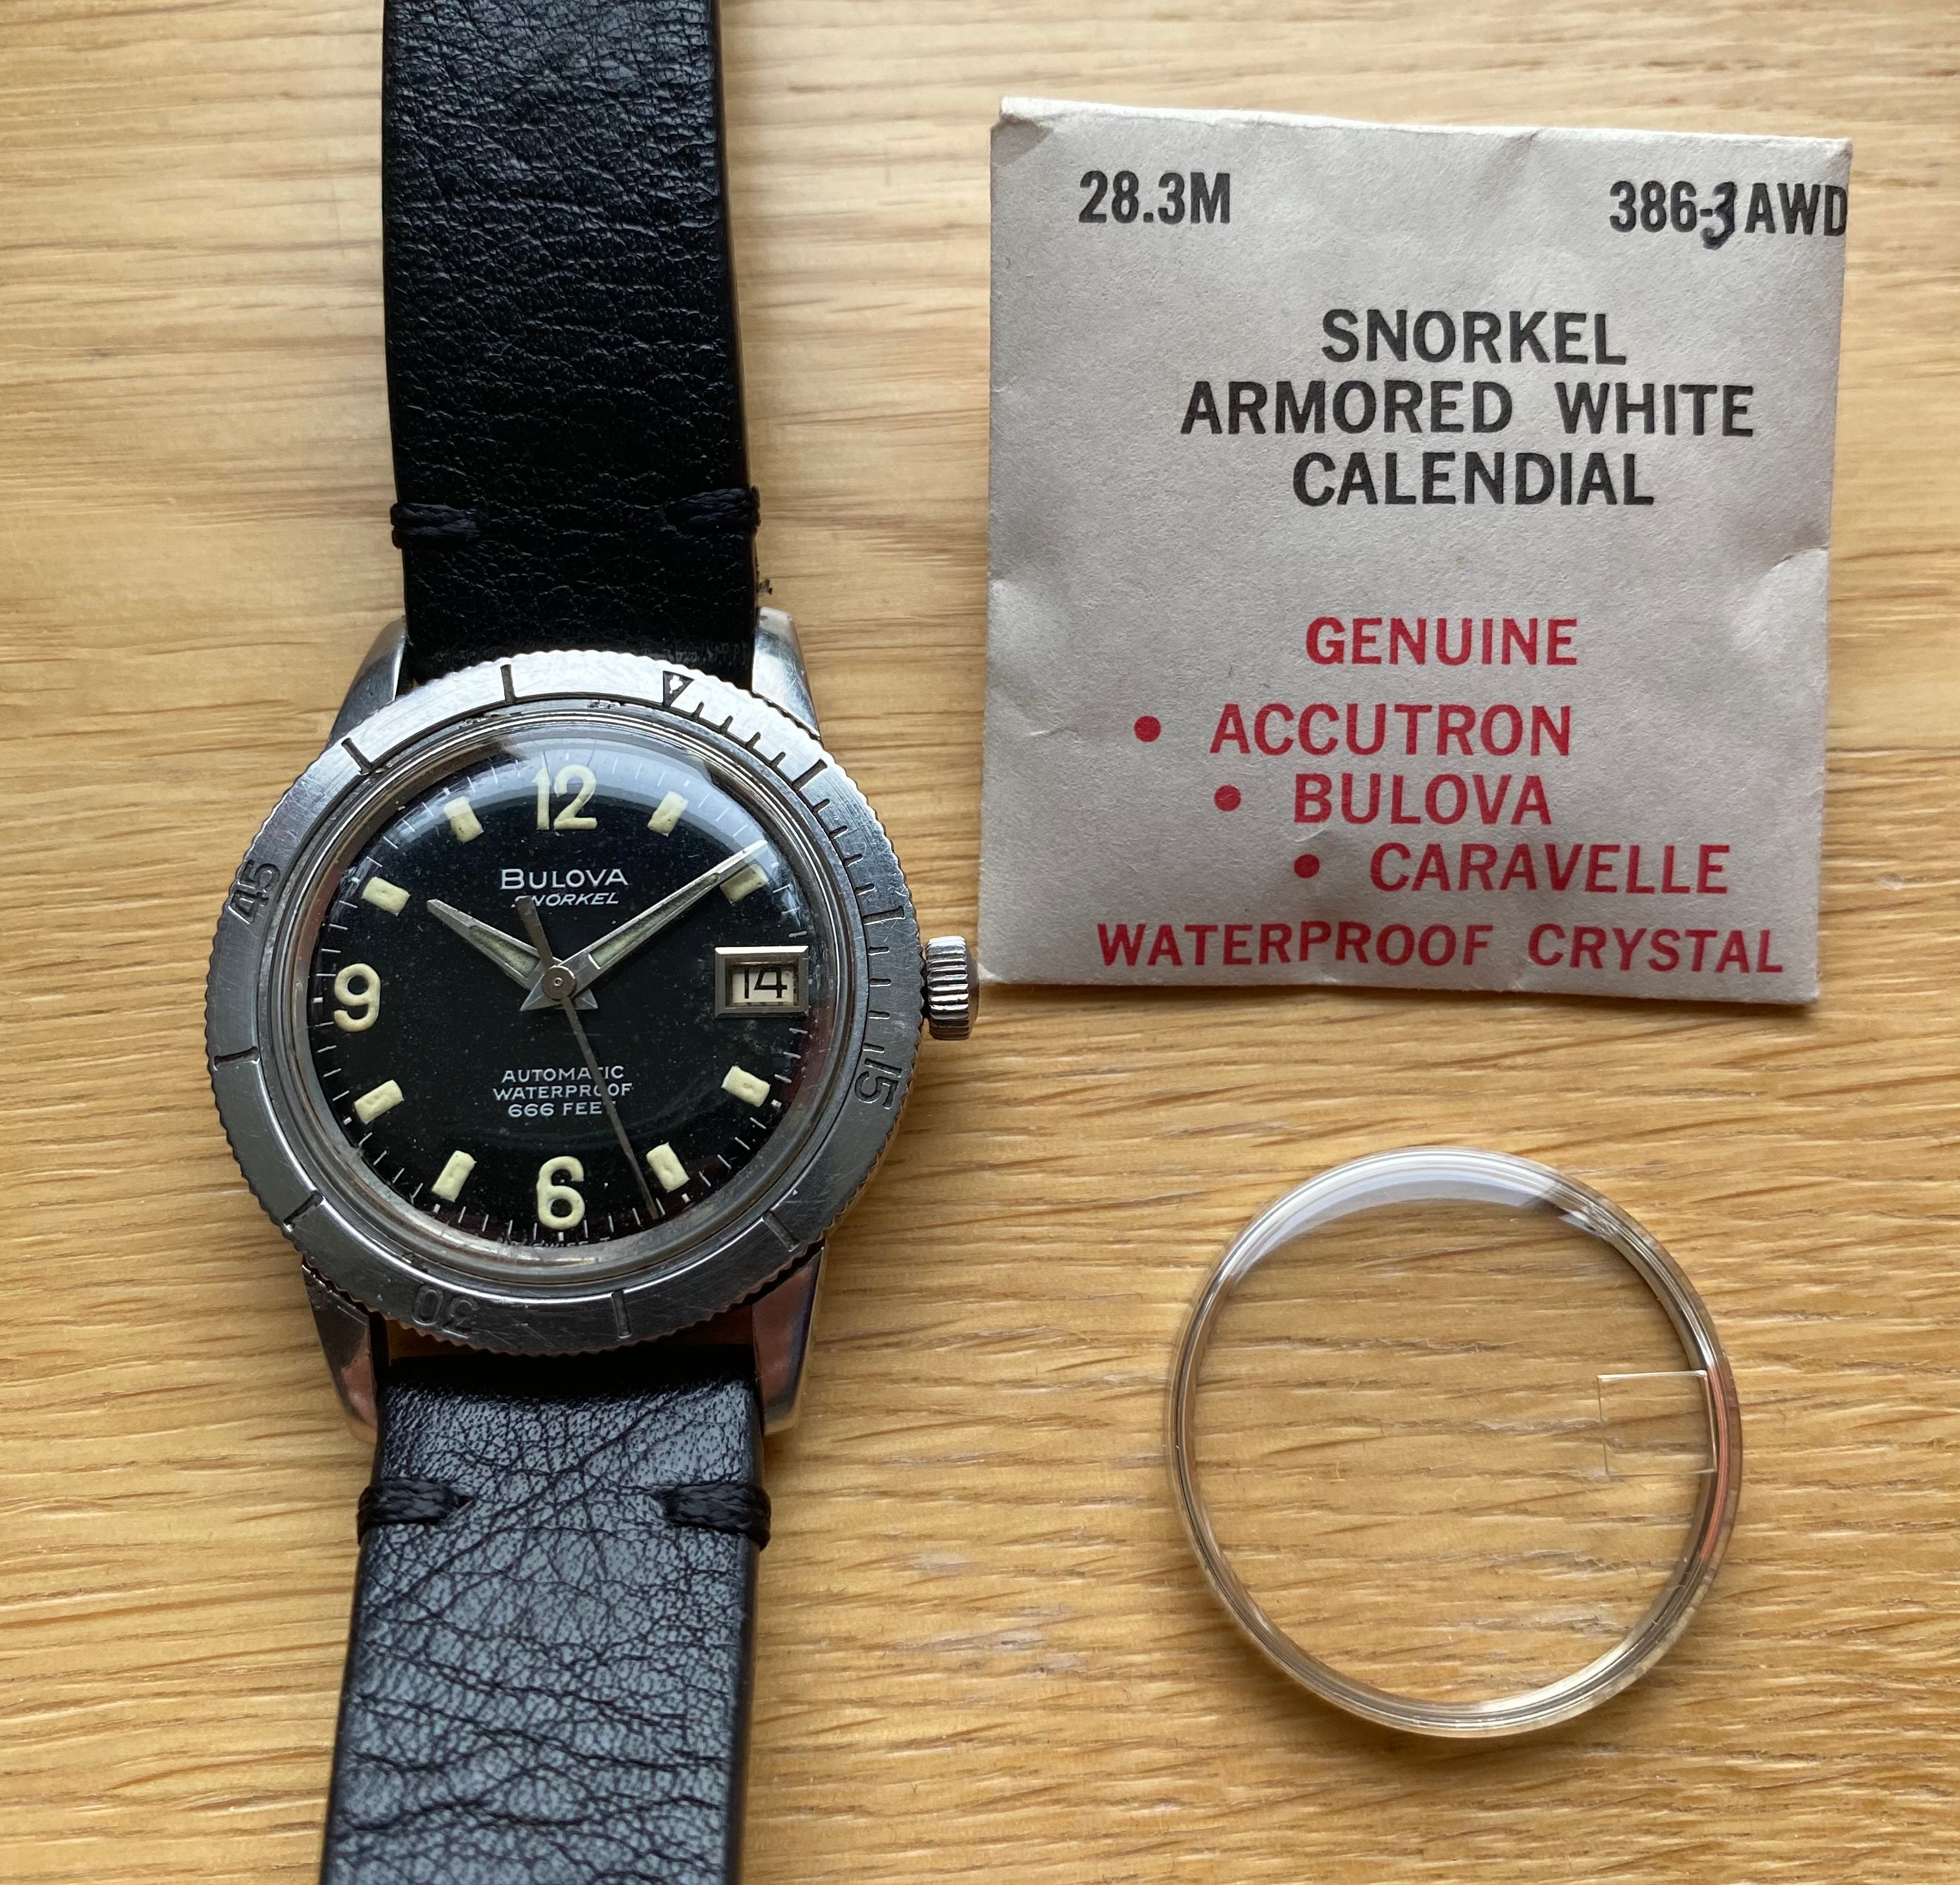 12
BULOVA
SNORKEL
9
14
AUTOMATIC
WATERPROOF
666 FEET
6
SWISS
45
15
30
28.3M 386-3AWD
SNORKEL
ARMORED WHITE
CALENDIAL
GENUINE
• ACCUTRON
• BULOVA
• CARAVELLE
WATERPROOF CRYSTAL